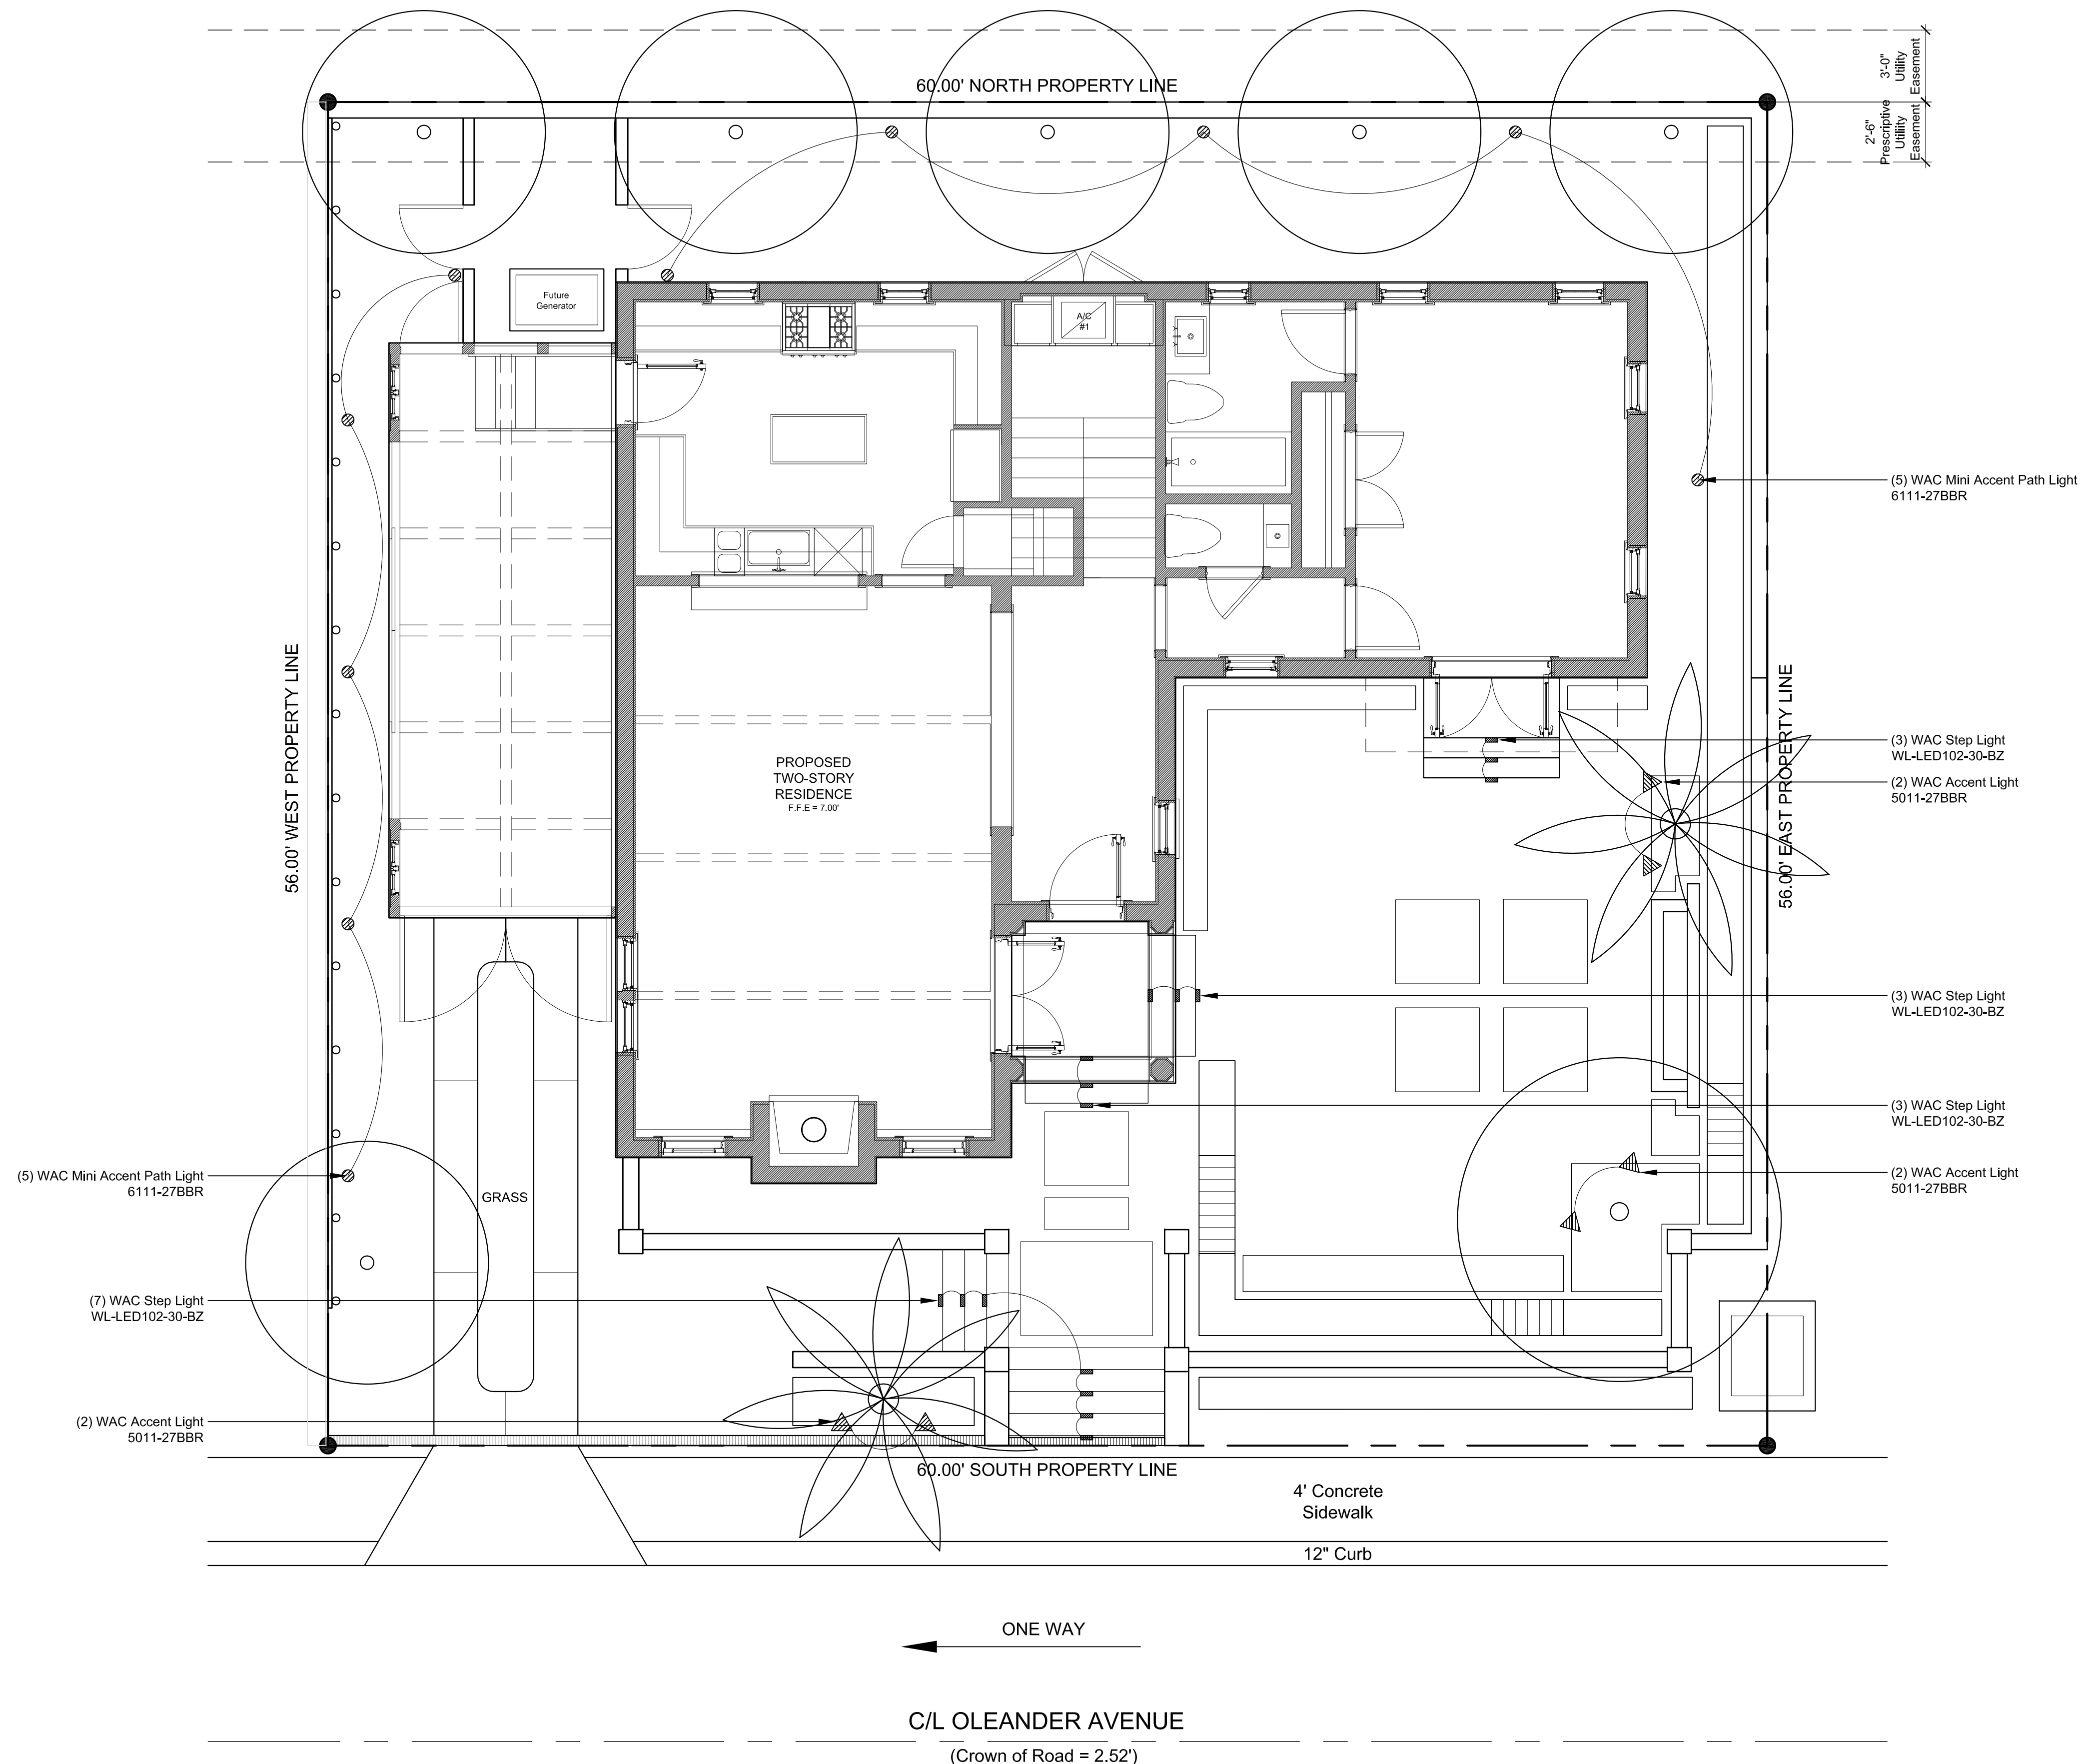 3'-0"
Utility
Easement
60.00' NORTH PROPERTY LINE
2'-6"
Prescriptive
Utiliity
Easement
Future
Generator
A/C
#1
(5) WAC Mini Accent Path Light
6111-27BBR
56.00' WEST PROPERTY LINE
56.00' EAST PROPERTY LINE
PROPOSED
TWO-STORY
RESIDENCE
F.F.E = 7.00'
(3) WAC Step Light
WL-LED102-30-BZ
(2) WAC Accent Light
5011-27BBR
(3) WAC Step Light
WL-LED102-30-BZ
(3) WAC Step Light
WL-LED102-30-BZ
(5) WAC Mini Accent Path Light
6111-27BBR
GRASS
(2) WAC Accent Light
5011-27BBR
(7) WAC Step Light
WL-LED102-30-BZ
(2) WAC Accent Light
5011-27BBR
60.00' SOUTH PROPERTY LINE
4' Concrete
Sidewalk
12" Curb
ONE WAY
C/L OLEANDER AVENUE
(Crown of Road = 2.52')